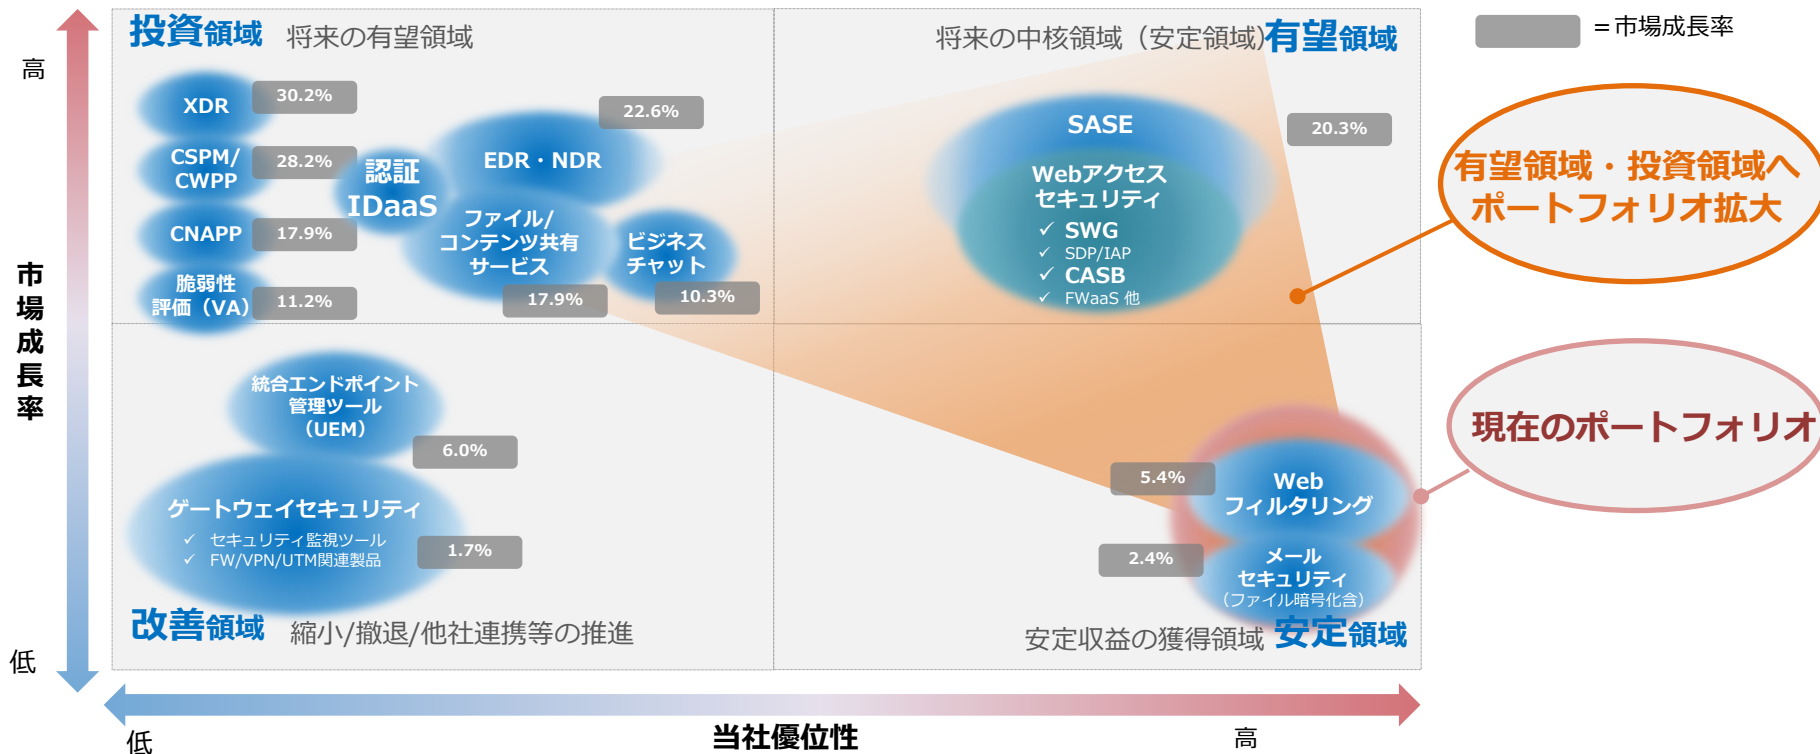 投資領域 将来の有望領域
将来の中核領域（安定領域）有望領域
=市場成長率
高
XDR
30.2%
CSPM/
CWPP
28.2%
CNAPP
17.9%
脆弱性
評価（VA）
11.2%
認証
IDaaS
EDR・NDR
22.6%
ファイル/
コンテンツ共有
サービス
17.9%
ビジネス
チャット
10.3%
SASE
20.3%
Webアクセス
セキュリティ
✓ SWG
✓ SDP/IAP
✓ CASB
✓ FWaaS 他
有望領域・投資領域へ
ポートフォリオ拡大
市場成長率
統合エンドポイント
管理ツール
（UEM）
6.0%
ゲートウェイセキュリティ
✓ セキュリティ監視ツール
✓ FW/VPN/UTM関連製品
1.7%
改善領域 縮小/撤退/他社連携等の推進
現在のポートフォリオ
5.4%
Web
フィルタリング
2.4%
メール
セキュリティ
（ファイル暗号化含）
安定収益の獲得領域 安定領域
低
低
当社優位性
高